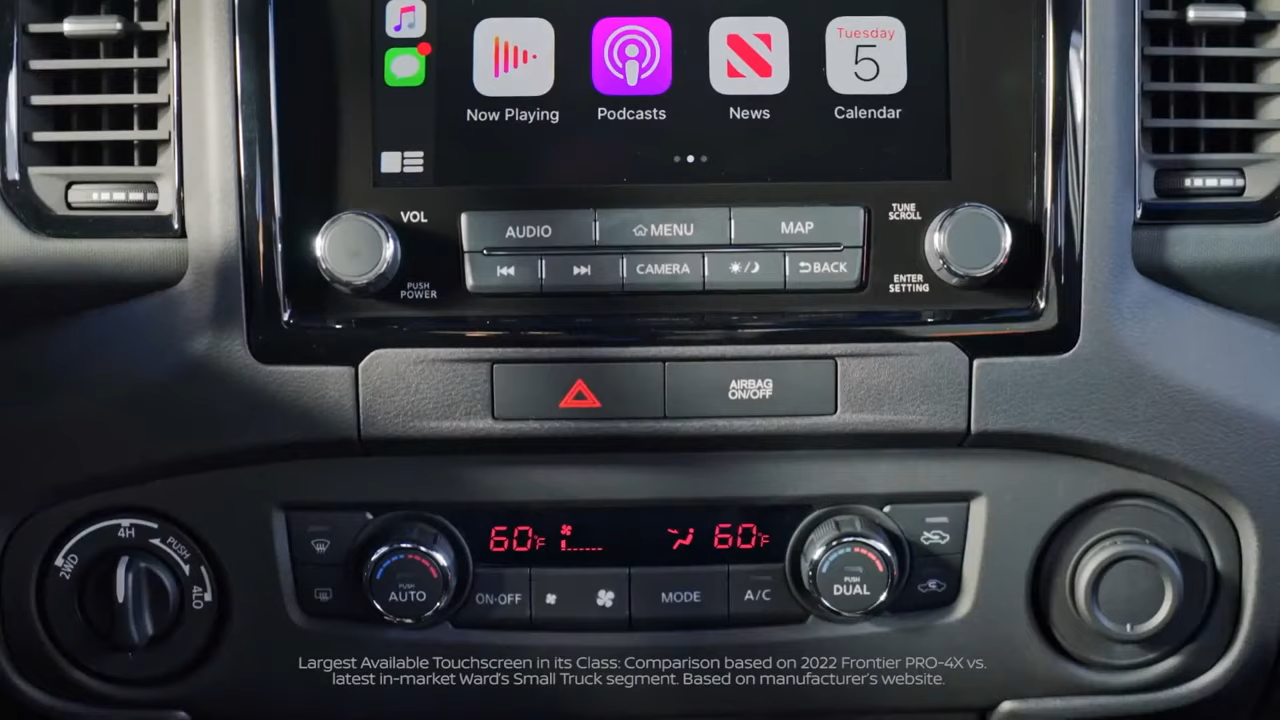 Tuesday
5
Now Playing
Podcasts
News
Calendar
VOL
PUSH
POWER
AUDIO
MENU
MAP
CAMERA
BACK
TUNE
SCROLL
ENTER
SETTING
AIRBAG
ON/OFF
2WD
4H
PUSH
4LO
PUSH
AUTO
60°F
60°F
ON·OFF
MODE
A/C
PUSH
DUAL
Largest Available Touchscreen in its Class: Comparison based on 2022 Frontier PRO-4X vs.
latest in-market Ward's Small Truck segment. Based on manufacturer's website.